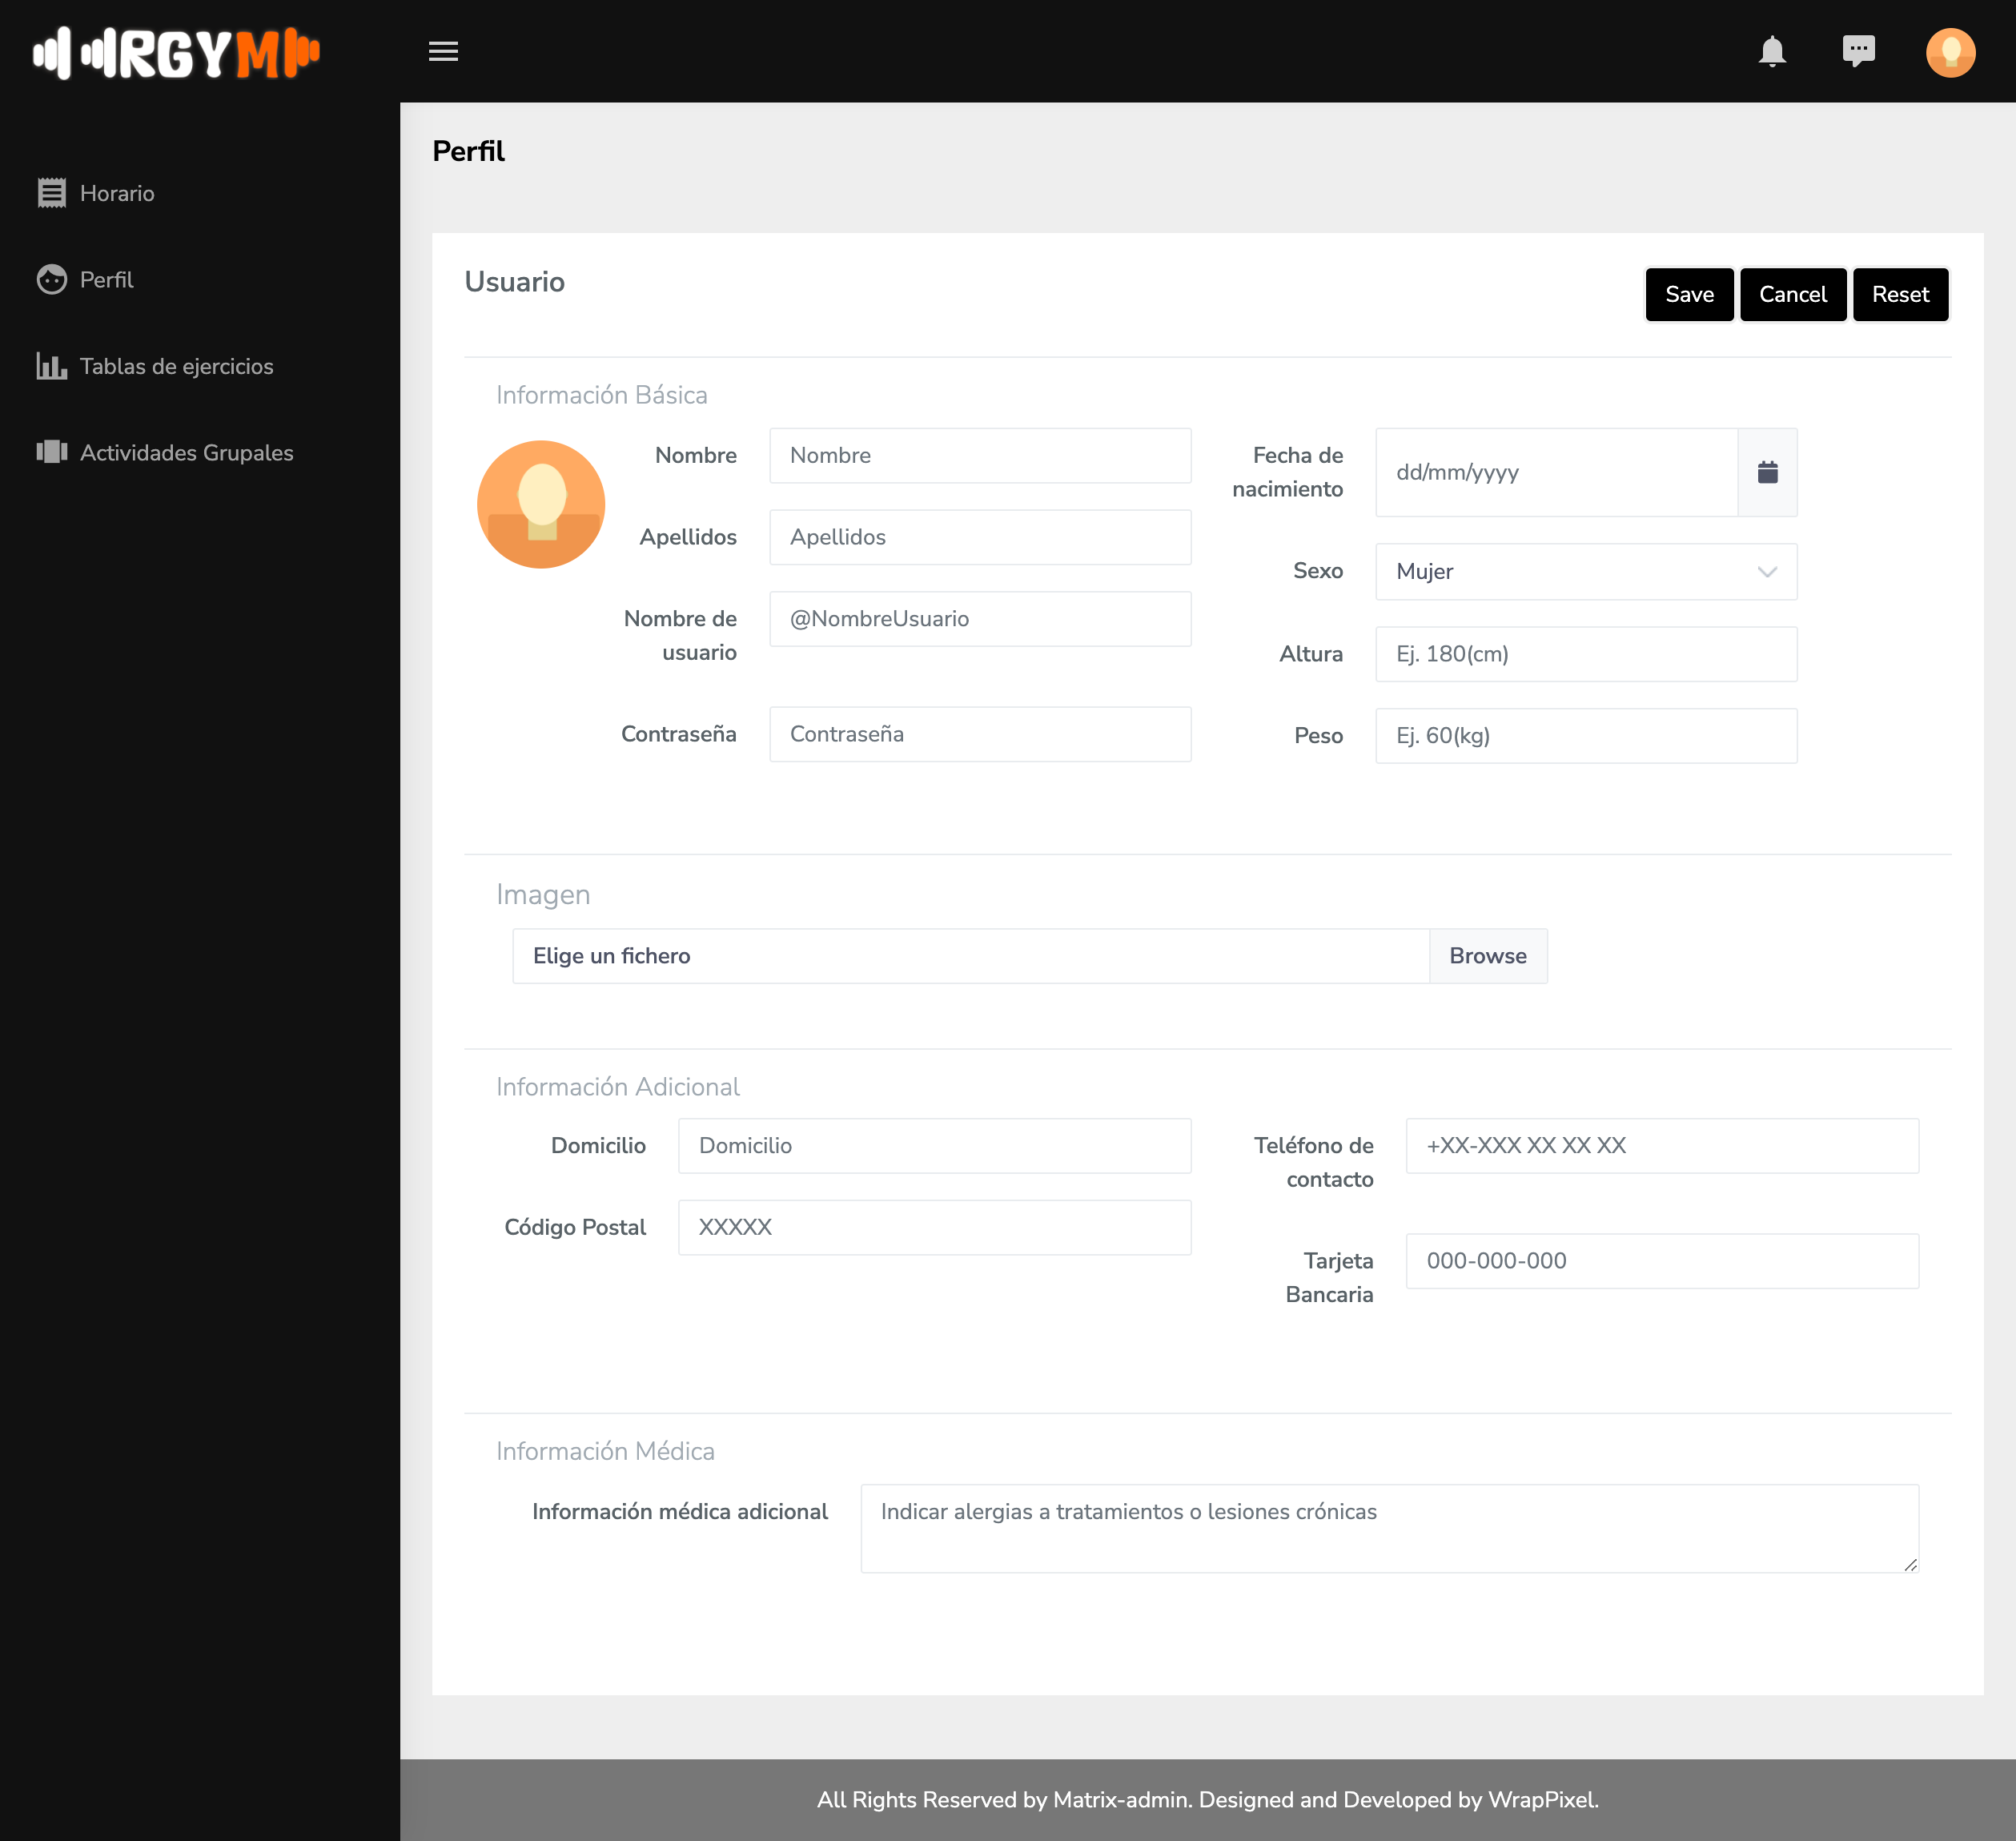 RGYM
Perfil
Horario
Perfil
Tablas de ejercicios
Actividades Grupales
Usuario
Save
Cancel
Reset
Información Básica
Nombre
Nombre
Apellidos
Apellidos
Nombre de
usuario
@NombreUsuario
Contraseña
Contraseña
Fecha de
nacimiento
dd/mm/yyyy
Sexo
Mujer
Altura
Ej. 180(cm)
Peso
Ej. 60(kg)
Imagen
Elige un fichero
Browse
Información Adicional
Domicilio
Domicilio
Código Postal
XXXXX
Teléfono de
contacto
+XX-XXX XX XX XX
Tarjeta
Bancaria
000-000-000
Información Médica
Información médica adicional
Indicar alergias a tratamientos o lesiones crónicas
All Rights Reserved by Matrix-admin. Designed and Developed by WrapPixel.